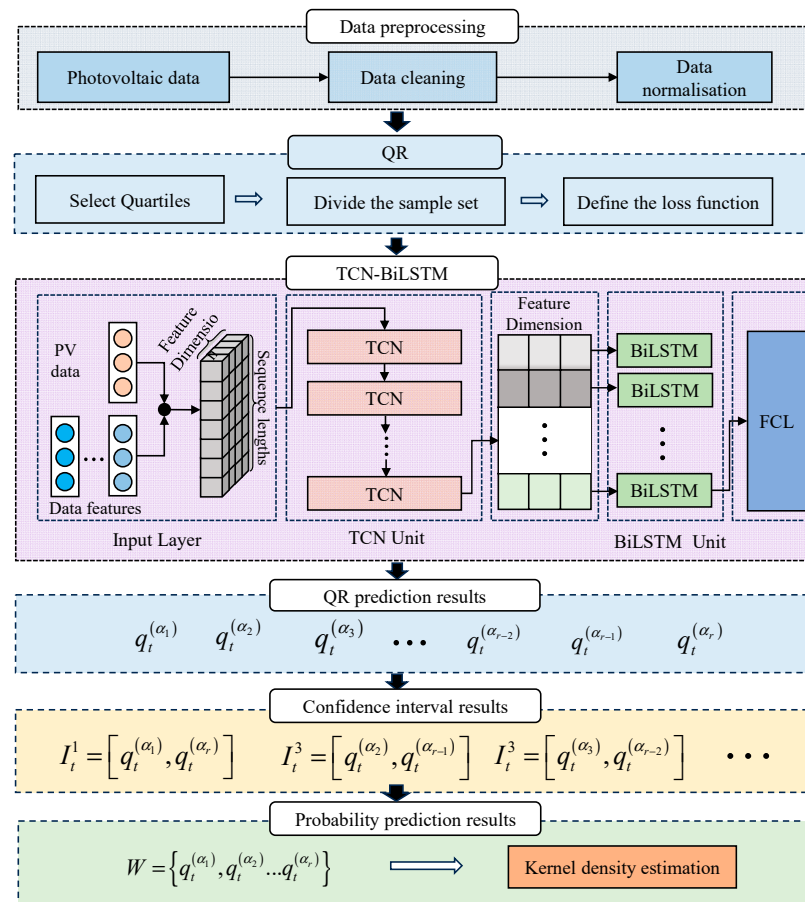 Data preprocessing
Photovoltaic data
Data cleaning
Data
normalisation
QR
Select Quartiles
Divide the sample set
Define the loss function
TCN-BiLSTM
PV
data
Feature
Dimensio
n
Sequence lengths
Data features
Input Layer
TCN
TCN
TCN
TCN Unit
Feature
Dimension
BiLSTM
BiLSTM
BiLSTM
BiLSTM Unit
FCL
QR prediction results
q_t^{(α_1)} q_t^{(α_2)} q_t^{(α_3)} ••• q_t^{(α_{r-2})} q_t^{(α_{r-1})} q_t^{(α_r)}
Confidence interval results
I_t^1 = [q_t^{(α_1)}, q_t^{(α_r)}] I_t^3 = [q_t^{(α_2)}, q_t^{(α_{r-1})}] I_t^3 = [q_t^{(α_3)}, q_t^{(α_{r-2})}] •••
Probability prediction results
W = {q_t^{(α_1)}, q_t^{(α_2)}...q_t^{(α_r)}}
Kernel density estimation